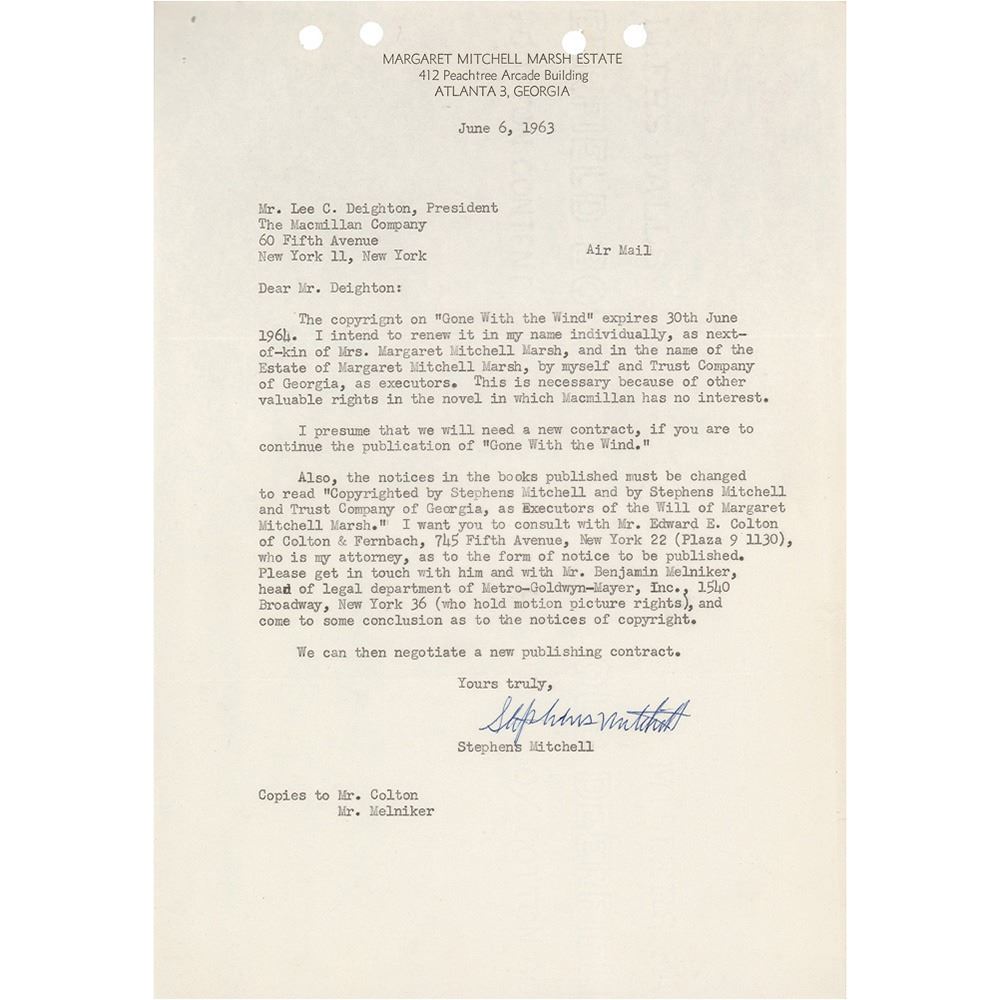 MARGARET MITCHELL MARSH ESTATE
412 Peachtree Arcade Building
ATLANTA 3, GEORGIA
June 6, 1963
Mr. Lee C. Deighton, President
The Macmillan Company
60 Fifth Avenue
New York 11, New York
Air Mail
Dear Mr. Deighton:
The copyrignt on "Gone With the Wind" expires 30th June
1964. I intend to renew it in my name individually, as next-
of-kin of Mrs. Margaret Mitchell Marsh, and in the name of the
Estate of Margaret Mitchell Marsh, by myself and Trust Company
of Georgia, as executors. This is necessary because of other
valuable rights in the novel in which Macmillan has no interest.
I presume that we will need a new contract, if you are to
continue the publication of "Gone With the Wind."
Also, the notices in the books published must be changed
to read "Copyrighted by Stephens Mitchell and by Stephens Mitchell
and Trust Company of Georgia, as Executors of the Will of Margaret
Mitchell Marsh." I want you to consult with Mr. Edward E. Colton
of Colton & Fernbach, 745 Fifth Avenue, New York 22 (Plaza 9 1130),
who is my attorney, as to the form of notice to be published.
Please get in touch with him and with Mr. Benjamin Melniker,
head of legal department of Metro-Goldwyn-Mayer, Inc., 1540
Broadway, New York 36 (who hold motion picture rights), and
come to some conclusion as to the notices of copyright.
We can then negotiate a new publishing contract.
Yours truly,
Stephens Mitchell
Stephens Mitchell
Copies to Mr. Colton
Mr. Melniker